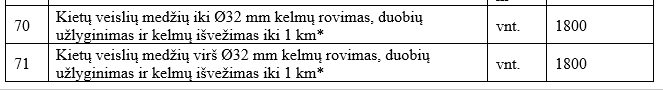 70 Kietų veislių medžių iki Ø32 mm kelmų rovimas, duobių užlyginimas ir kelmų išvežimas iki 1 km* vnt. 1800
71 Kietų veislių medžių virš Ø32 mm kelmų rovimas, duobių užlyginimas ir kelmų išvežimas iki 1 km* vnt. 1800